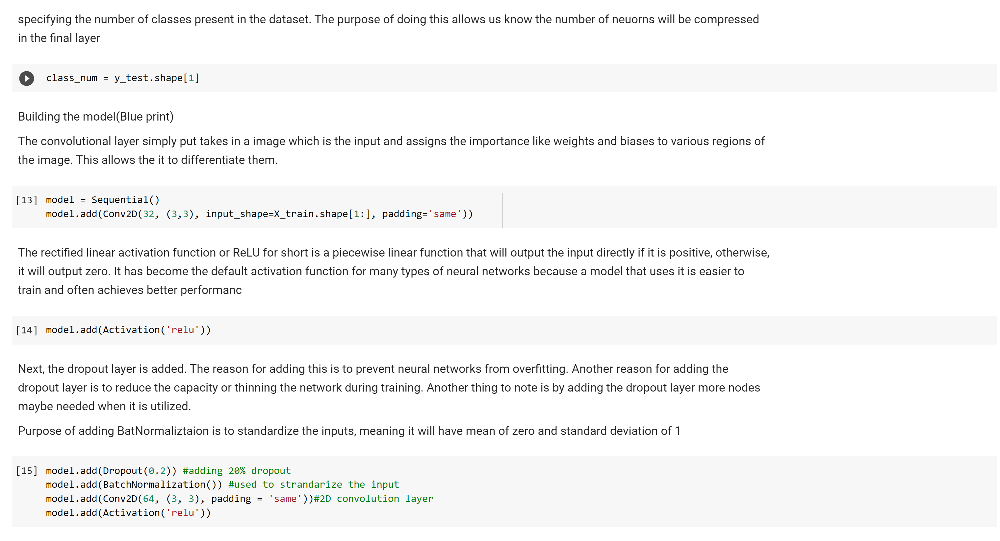 specifying the number of classes present in the dataset. The purpose of doing this allows us know the number of neuorns will be compressed
in the final layer
class_num = y_test.shape[1]
Building the model(Blue print)
The convolutional layer simply put takes in a image which is the input and assigns the importance like weights and biases to various regions of
the image. This allows the it to differentiate them.
[13] model = Sequential()
model.add(Conv2D(32, (3,3), input_shape=X_train.shape[1:], padding='same'))
The rectified linear activation function or ReLU for short is a piecewise linear function that will output the input directly if it is positive, otherwise,
it will output zero. It has become the default activation function for many types of neural networks because a model that uses it is easier to
train and often achieves better performanc
[14] model.add(Activation('relu'))
Next, the dropout layer is added. The reason for adding this is to prevent neural networks from overfitting. Another reason for adding the
dropout layer is to reduce the capacity or thinning the network during training. Another thing to note is by adding the dropout layer more nodes
maybe needed when it is utilized.
Purpose of adding BatNormaliztaion is to standardize the inputs, meaning it will have mean of zero and standard deviation of 1
[15] model.add(Dropout(0.2)) #adding 20% dropout
model.add(BatchNormalization()) #used to strandarize the input
model.add(Conv2D(64, (3, 3), padding = 'same'))#2D convolution layer
model.add(Activation('relu'))